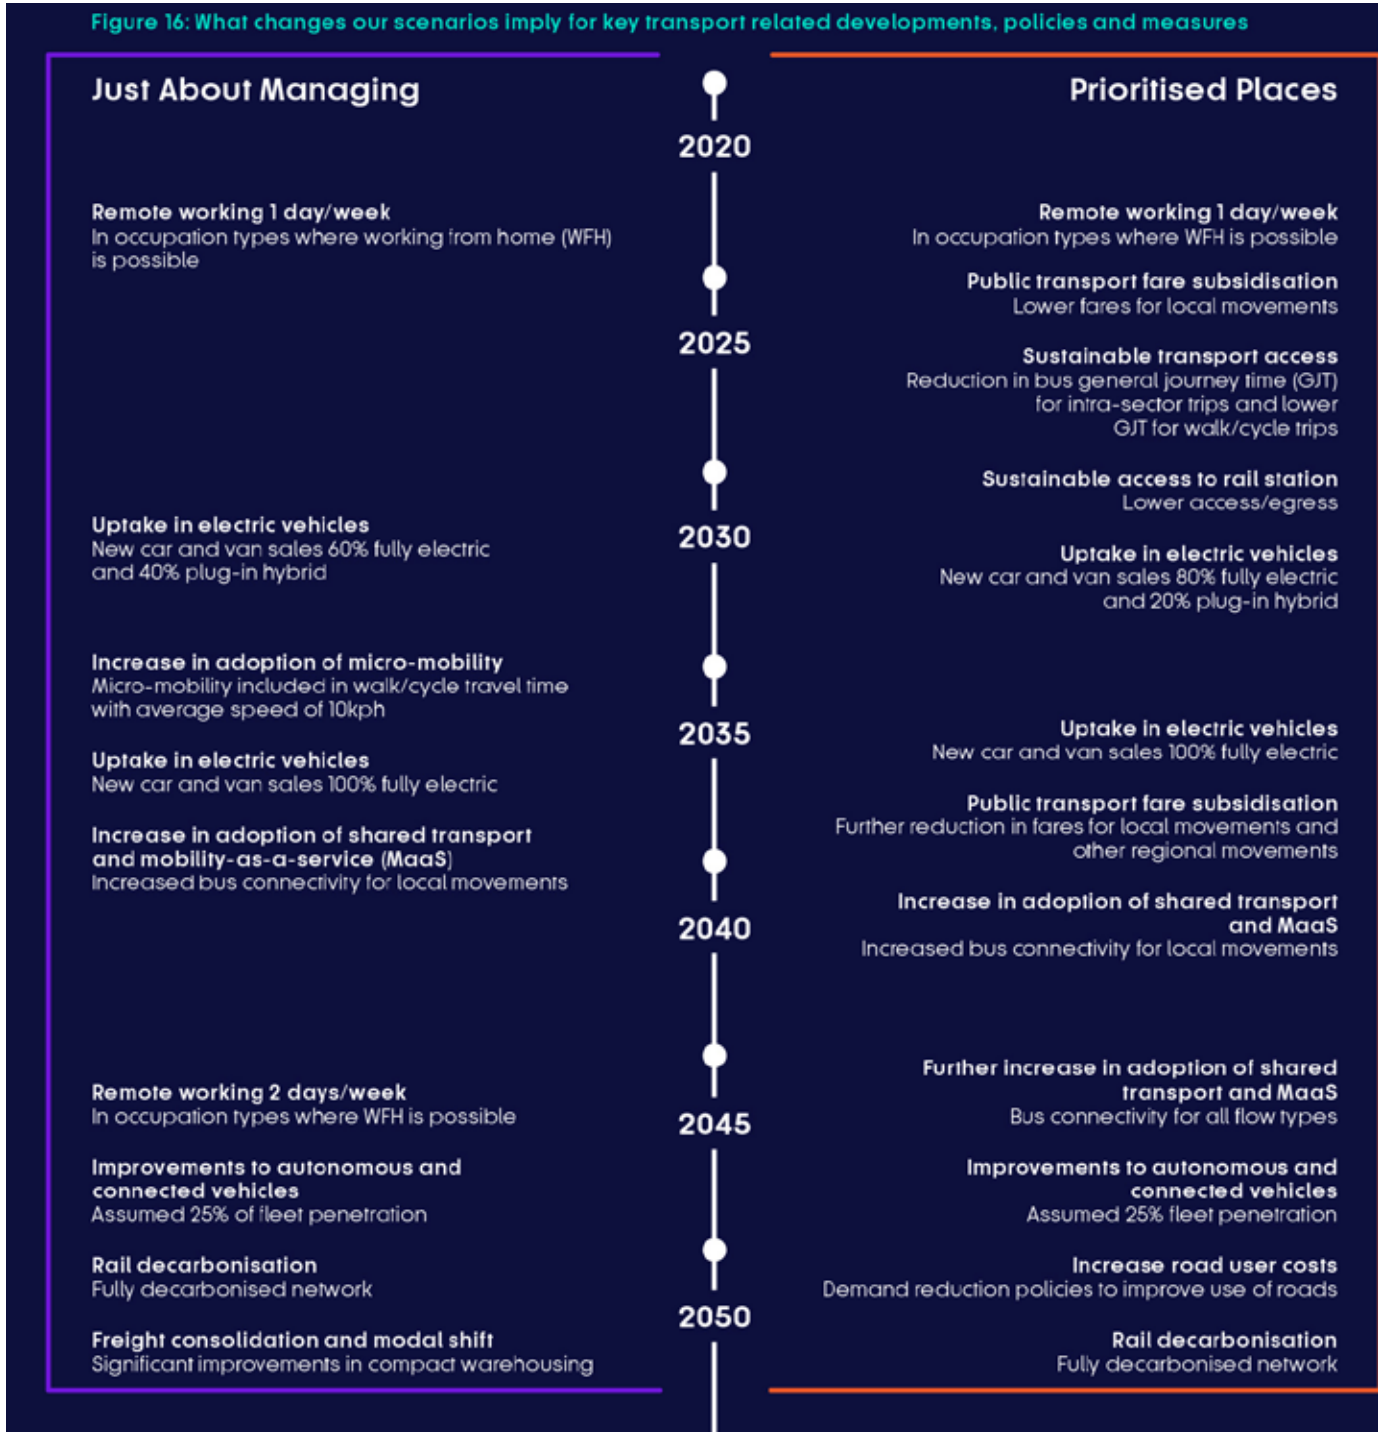 Figure 16: What changes our scenarios imply for key transport related developments, policies and measures
Just About Managing
Remote working 1 day/week
In occupation types where working from home (WFH)
is possible
Uptake in electric vehicles
New car and van sales 60% fully electric
and 40% plug-in hybrid
Increase in adoption of micro-mobility
Micro-mobility included in walk/cycle travel time
with average speed of 10kph
Uptake in electric vehicles
New car and van sales 100% fully electric
Increase in adoption of shared transport
and mobility-as-a-service (MaaS)
Increased bus connectivity for local movements
Remote working 2 days/week
In occupation types where WFH is possible
Improvements to autonomous and
connected vehicles
Assumed 25% of fleet penetration
Rail decarbonisation
Fully decarbonised network
Freight consolidation and modal shift
Significant improvements in compact warehousing
2020
2025
2030
2035
2040
2045
2050
Prioritised Places
Remote working 1 day/week
In occupation types where WFH is possible
Public transport fare subsidisation
Lower fares for local movements
Sustainable transport access
Reduction in bus general journey time (GJT)
for intra-sector trips and lower
GJT for walk/cycle trips
Sustainable access to rail station
Lower access/egress
Uptake in electric vehicles
New car and van sales 80% fully electric
and 20% plug-in hybrid
Uptake in electric vehicles
New car and van sales 100% fully electric
Public transport fare subsidisation
Further reduction in fares for local movements and
other regional movements
Increase in adoption of shared transport
and MaaS
Increased bus connectivity for local movements
Further increase in adoption of shared
transport and MaaS
Bus connectivity for all flow types
Improvements to autonomous and
connected vehicles
Assumed 25% fleet penetration
Increase road user costs
Demand reduction policies to improve use of roads
Rail decarbonisation
Fully decarbonised network